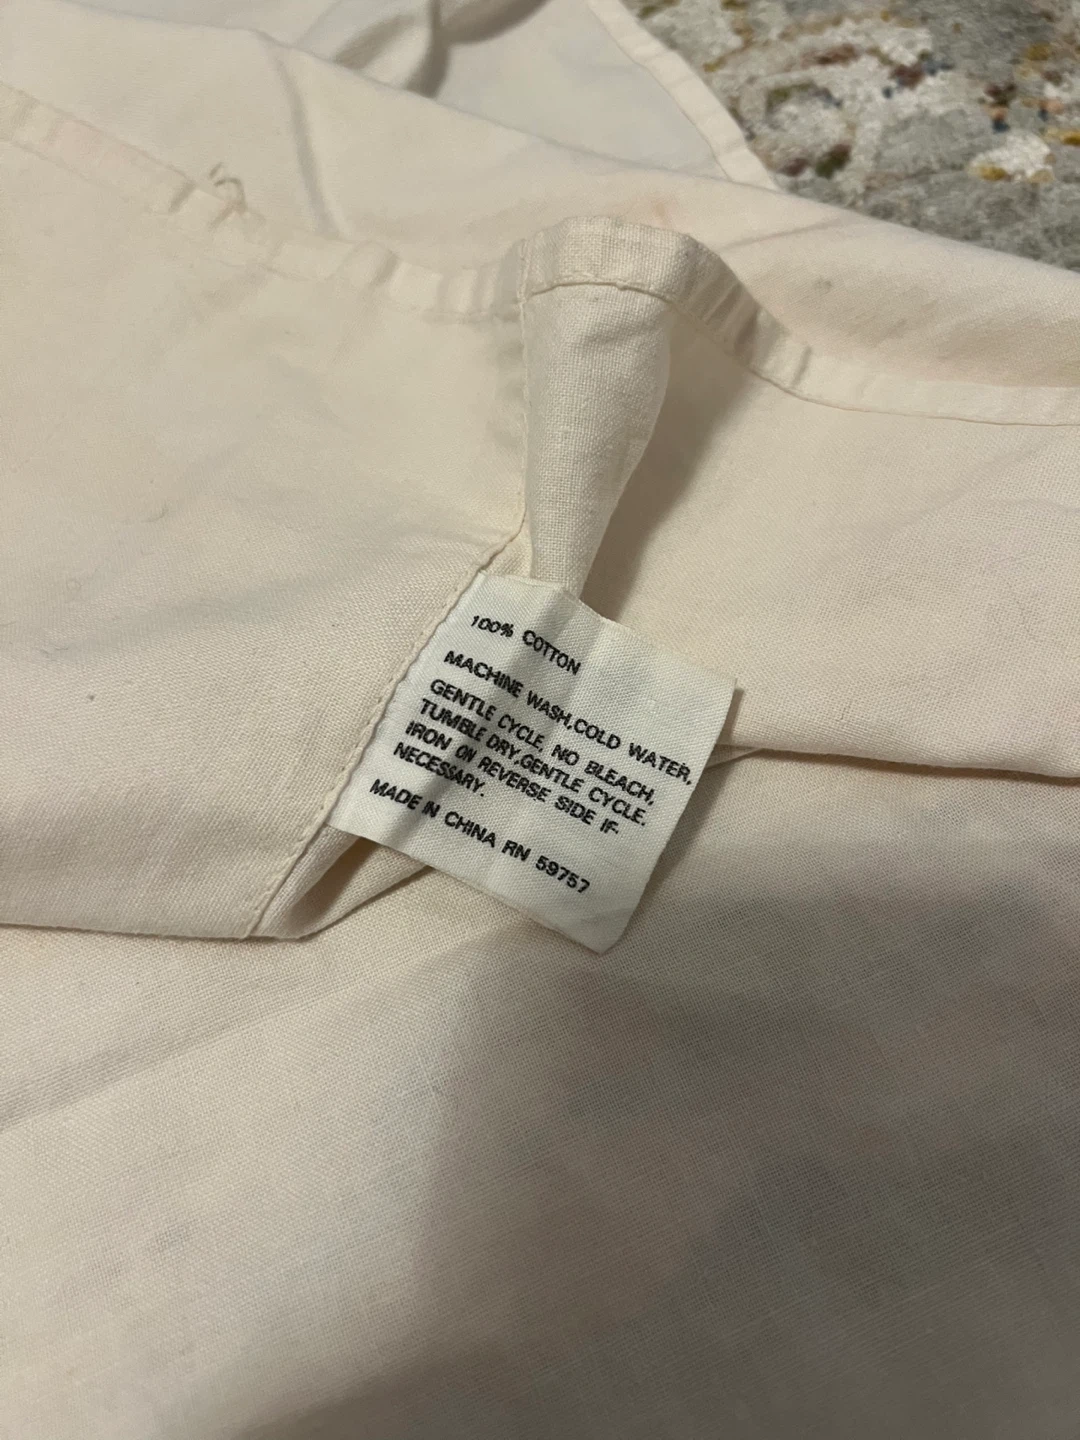 100% COTTON
MACHINE WASH,COLD WATER,
GENTLE CYCLE, NO BLEACH,
TUMBLE DRY,GENTLE CYCLE.
IRON ON REVERSE SIDE IF
NECESSARY.
MADE IN CHINA RN 59757